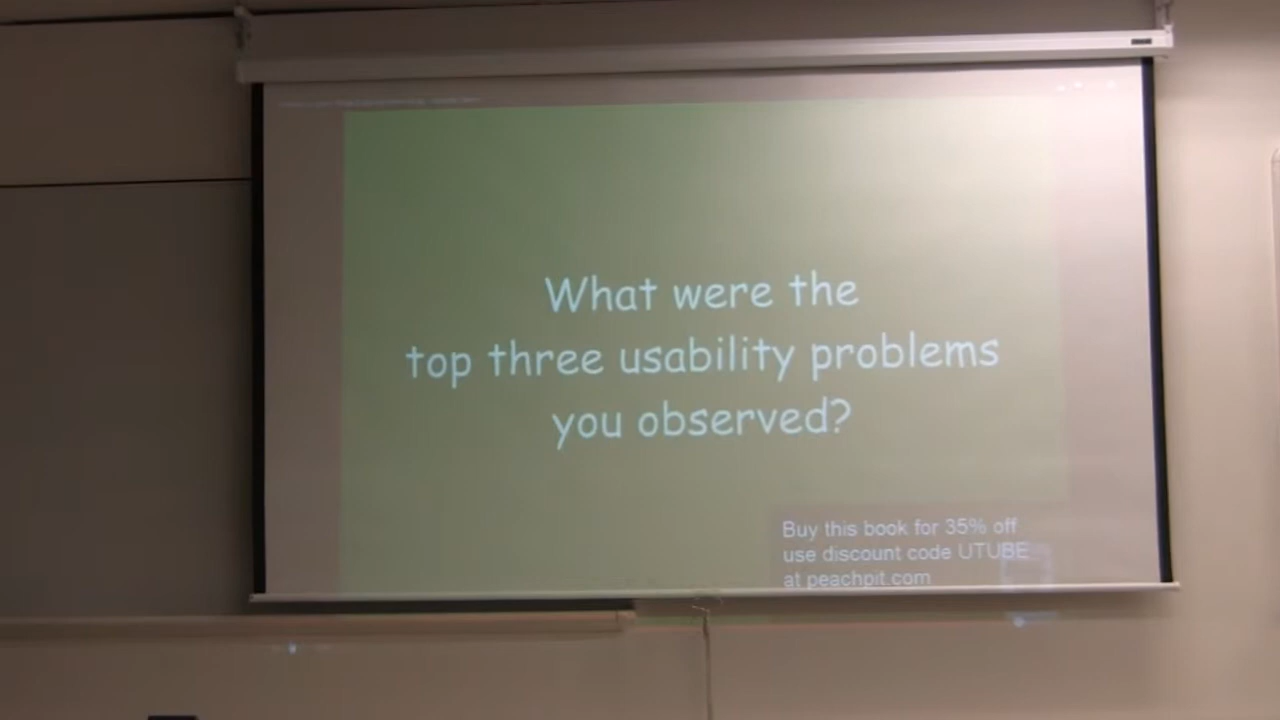 What were the
top three usability problems
you observed?
Buy this book for 35% off
use discount code UTUBE
at peachpit.com